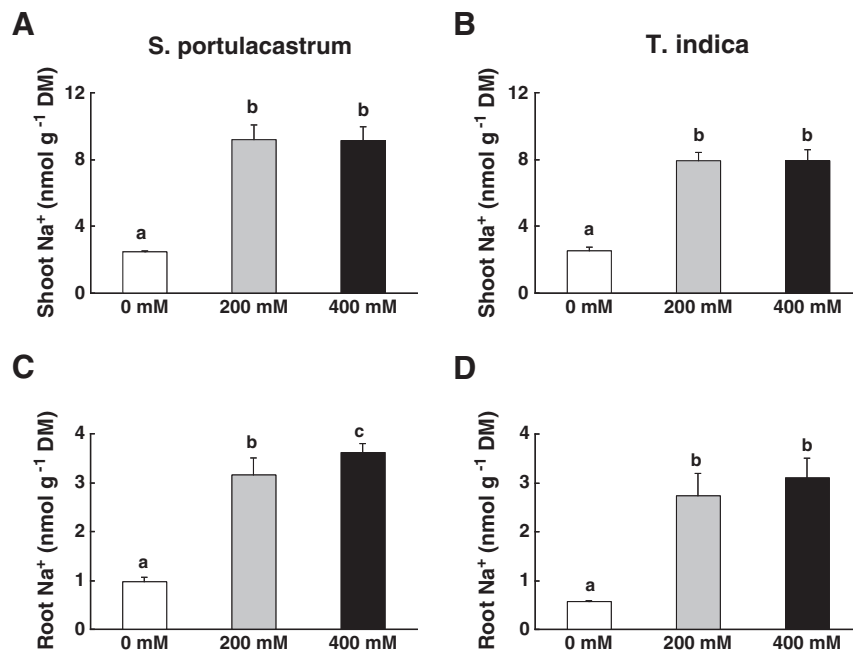 A
S. portulacastrum
Shoot Na⁺ (nmol g ⁻¹ DM)
12
8
4
0
a
b
b
0 mM 200 mM 400 mM
B
T. indica
Shoot Na⁺ (nmol g ⁻¹ DM)
12
8
4
0
a
b
b
0 mM 200 mM 400 mM
C
Root Na⁺ (nmol g ⁻¹ DM)
4
3
2
1
0
a
b
c
0 mM 200 mM 400 mM
D
Root Na⁺ (nmol g ⁻¹ DM)
4
3
2
1
0
a
b
b
0 mM 200 mM 400 mM